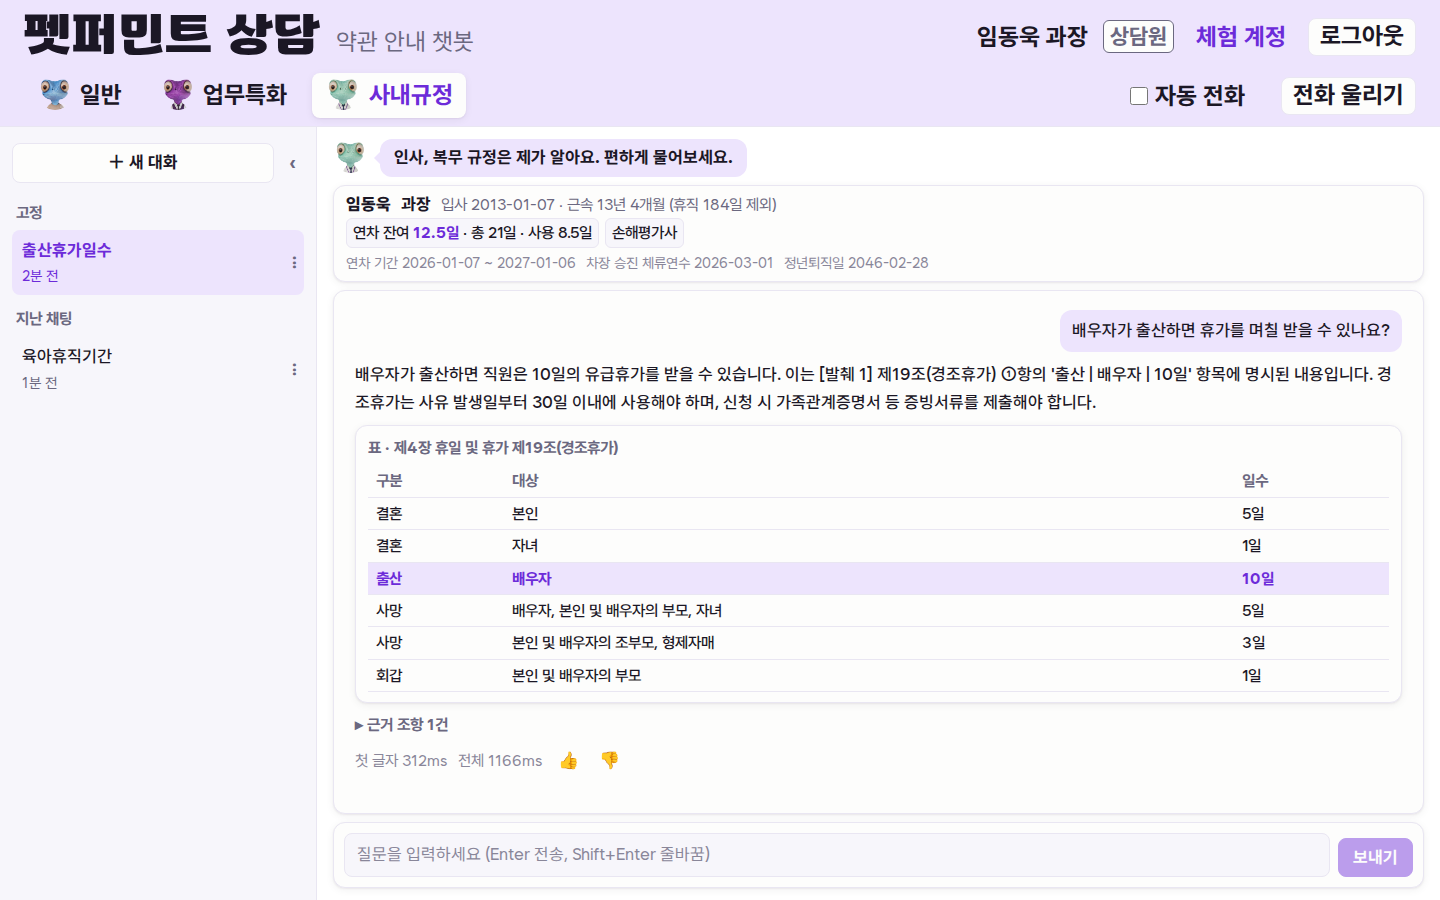 펫퍼민트 상담 약관 안내 챗봇
임동욱 과장 상담원 체험 계정 로그아웃
일반 업무특화 사내규정
자동 전화 전화 울리기
+ 새 대화 ‹
고정
출산휴가일수
2분 전
지난 채팅
육아휴직기간
1분 전
인사, 복무 규정은 제가 알아요. 편하게 물어보세요.
임동욱 과장 입사 2013-01-07 · 근속 13년 4개월 (휴직 184일 제외)
연차 잔여 12.5일 · 총 21일 · 사용 8.5일 손해평가사
연차 기간 2026-01-07 ~ 2027-01-06 차장 승진 체류연수 2026-03-01 정년퇴직일 2046-02-28
배우자가 출산하면 휴가를 며칠 받을 수 있나요?
배우자가 출산하면 직원은 10일의 유급휴가를 받을 수 있습니다. 이는 [발췌 1] 제19조(경조휴가) ①항의 '출산 | 배우자 | 10일' 항목에 명시된 내용입니다. 경
조휴가는 사유 발생일부터 30일 이내에 사용해야 하며, 신청 시 가족관계증명서 등 증빙서류를 제출해야 합니다.
표 · 제4장 휴일 및 휴가 제19조(경조휴가)
구분 대상 일수
결혼 본인 5일
결혼 자녀 1일
출산 배우자 10일
사망 배우자, 본인 및 배우자의 부모, 자녀 5일
사망 본인 및 배우자의 조부모, 형제자매 3일
회갑 본인 및 배우자의 부모 1일
▸ 근거 조항 1건
첫 글자 312ms 전체 1166ms 👍 👎
질문을 입력하세요 (Enter 전송, Shift+Enter 줄바꿈)
보내기